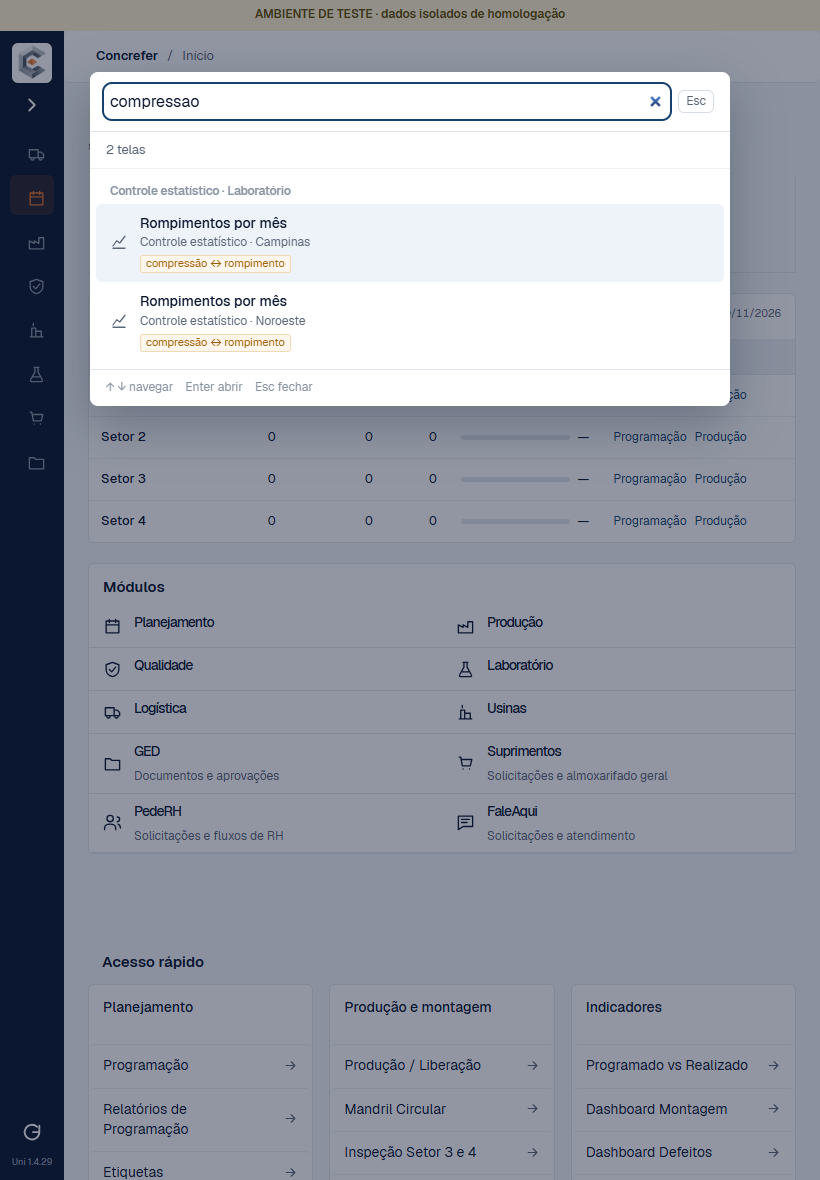 AMBIENTE DE TESTE · dados isolados de homologação
Concrefer / Início
compressao
Esc
2 telas
Controle estatístico · Laboratório
Rompimentos por mês
Controle estatístico · Campinas
compressão ↔ rompimento
Rompimentos por mês
Controle estatístico · Noroeste
compressão ↔ rompimento
↑↓ navegar Enter abrir Esc fechar
/11/2026
Setor 2 0 0 0 — Programação Produção
Setor 3 0 0 0 — Programação Produção
Setor 4 0 0 0 — Programação Produção
Módulos
Planejamento
Produção
Qualidade
Laboratório
Logística
Usinas
GED
Documentos e aprovações
Suprimentos
Solicitações e almoxarifado geral
PedeRH
Solicitações e fluxos de RH
FaleAqui
Solicitações e atendimento
Acesso rápido
Planejamento
Programação →
Relatórios de
Programação →
Etiquetas →
Produção e montagem
Produção / Liberação →
Mandril Circular →
Inspeção Setor 3 e 4 →
Indicadores
Programado vs Realizado →
Dashboard Montagem →
Dashboard Defeitos →
Uni 1.4.29